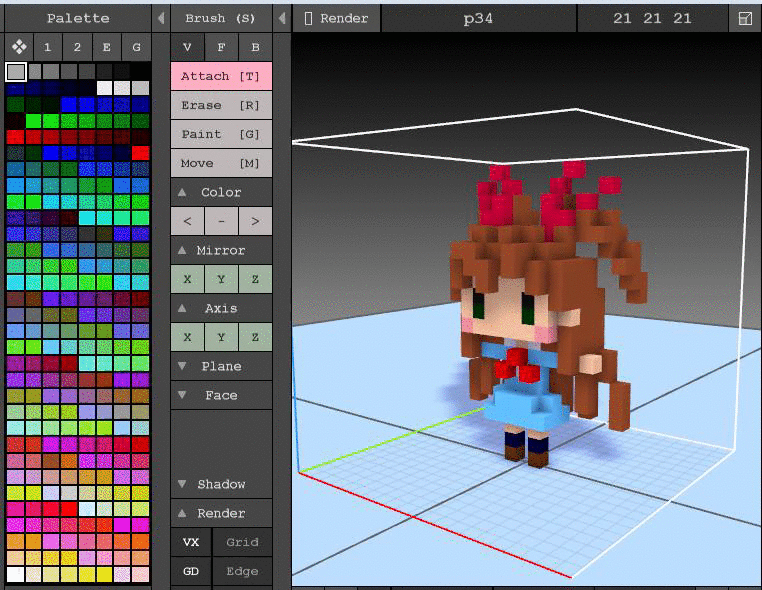 Palette
Brush (S)
Render
p34
21 21 21
1 2 E G
V F B
Attach [T]
Erase [R]
Paint [G]
Move [M]
Color
< - >
Mirror
X Y Z
Axis
X Y Z
Plane
Face
Shadow
Render
VX Grid
GD Edge